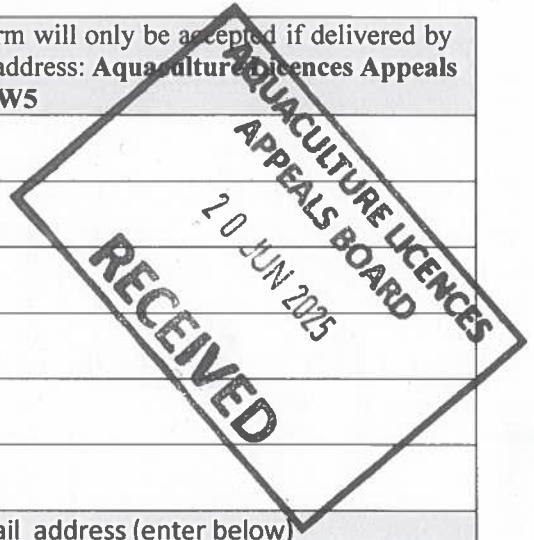 rm will only be accepted if delivered by
address: Aquaculture Licences Appeals
W5
AQUACULTURE LICENCES
APPEALS BOARD
20 JUN 2025
RECEIVED
ail address (enter below)